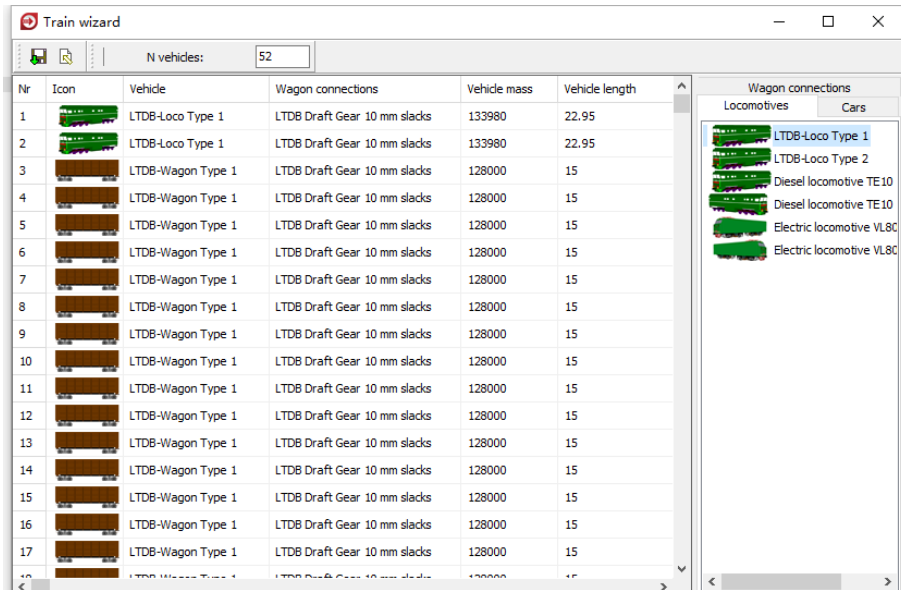 Train wizard
N vehicles: 52
Nr Icon Vehicle Wagon connections Vehicle mass Vehicle length
1 LTDB-Loco Type 1 LTDB Draft Gear 10 mm slacks 133980 22.95
2 LTDB-Loco Type 1 LTDB Draft Gear 10 mm slacks 133980 22.95
3 LTDB-Wagon Type 1 LTDB Draft Gear 10 mm slacks 128000 15
4 LTDB-Wagon Type 1 LTDB Draft Gear 10 mm slacks 128000 15
5 LTDB-Wagon Type 1 LTDB Draft Gear 10 mm slacks 128000 15
6 LTDB-Wagon Type 1 LTDB Draft Gear 10 mm slacks 128000 15
7 LTDB-Wagon Type 1 LTDB Draft Gear 10 mm slacks 128000 15
8 LTDB-Wagon Type 1 LTDB Draft Gear 10 mm slacks 128000 15
9 LTDB-Wagon Type 1 LTDB Draft Gear 10 mm slacks 128000 15
10 LTDB-Wagon Type 1 LTDB Draft Gear 10 mm slacks 128000 15
11 LTDB-Wagon Type 1 LTDB Draft Gear 10 mm slacks 128000 15
12 LTDB-Wagon Type 1 LTDB Draft Gear 10 mm slacks 128000 15
13 LTDB-Wagon Type 1 LTDB Draft Gear 10 mm slacks 128000 15
14 LTDB-Wagon Type 1 LTDB Draft Gear 10 mm slacks 128000 15
15 LTDB-Wagon Type 1 LTDB Draft Gear 10 mm slacks 128000 15
16 LTDB-Wagon Type 1 LTDB Draft Gear 10 mm slacks 128000 15
17 LTDB-Wagon Type 1 LTDB Draft Gear 10 mm slacks 128000 15
Wagon connections
Locomotives Cars
LTDB-Loco Type 1
LTDB-Loco Type 2
Diesel locomotive TE10
Diesel locomotive TE10
Electric locomotive VL80
Electric locomotive VL80